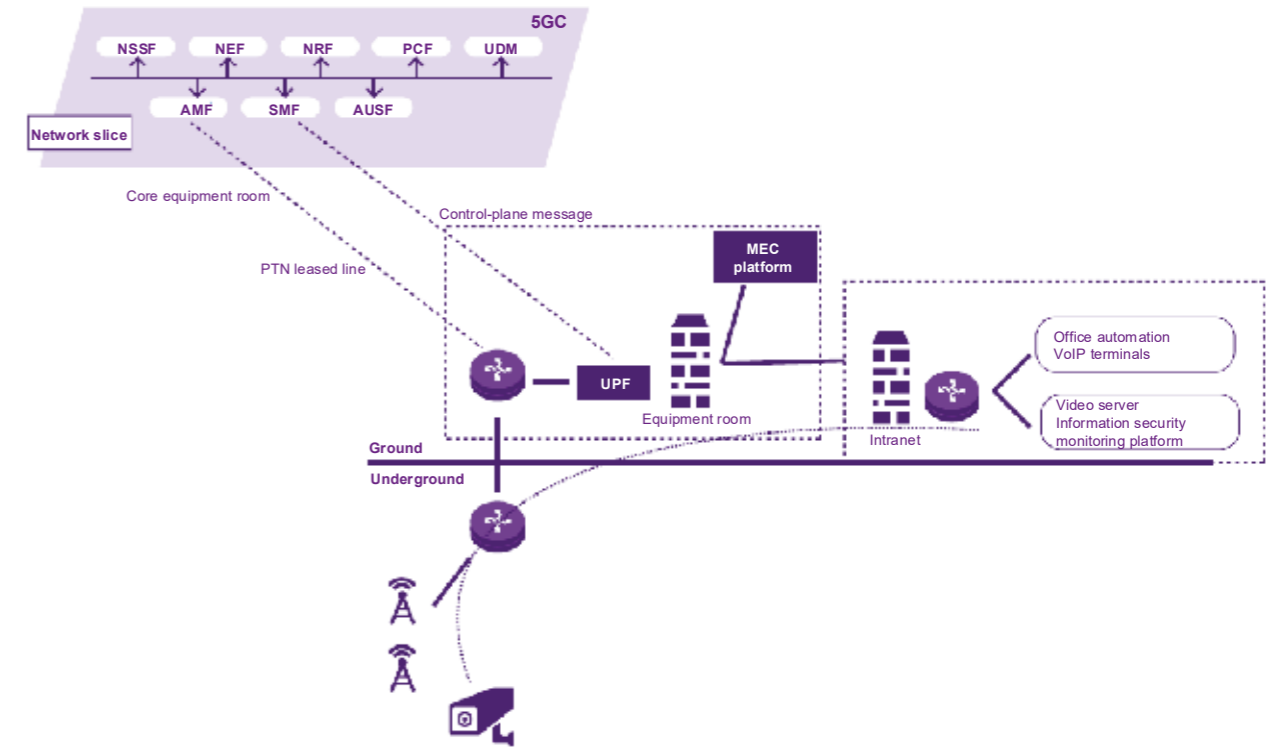 5GC
NSSF
NEF
NRF
PCF
UDM
AMF
SMF
AUSF
Network slice
Core equipment room
Control-plane message
PTN leased line
MEC
platform
UPF
Equipment room
Office automation
VoIP terminals
Video server
Information security
monitoring platform
Intranet
Ground
Underground